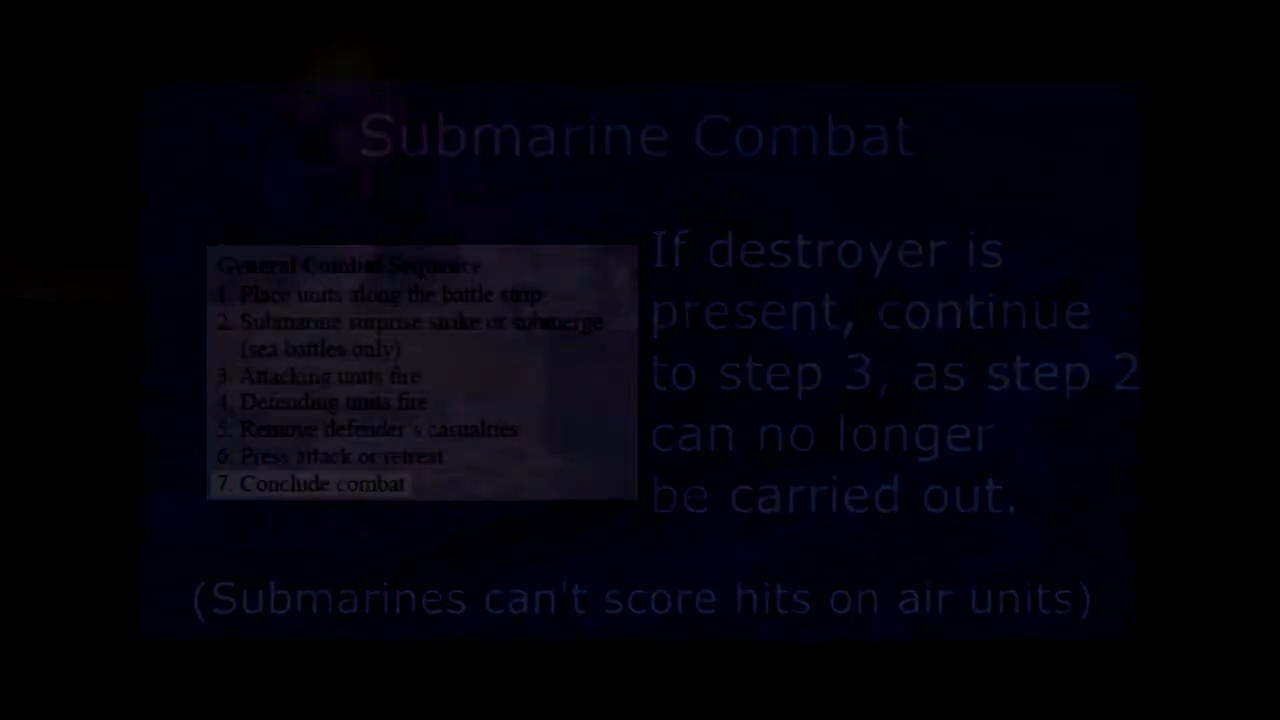 Submarine Combat
General Combat Sequence
1. Place units along the battle strip
2. Submarine surprise strike or submerge
(sea battles only)
3. Attacking units fire
4. Defending units fire
5. Remove defender's casualties
6. Press attack or retreat
7. Conclude combat
If destroyer is
present, continue
to step 3, as step 2
can no longer
be carried out.
(Submarines can't score hits on air units)